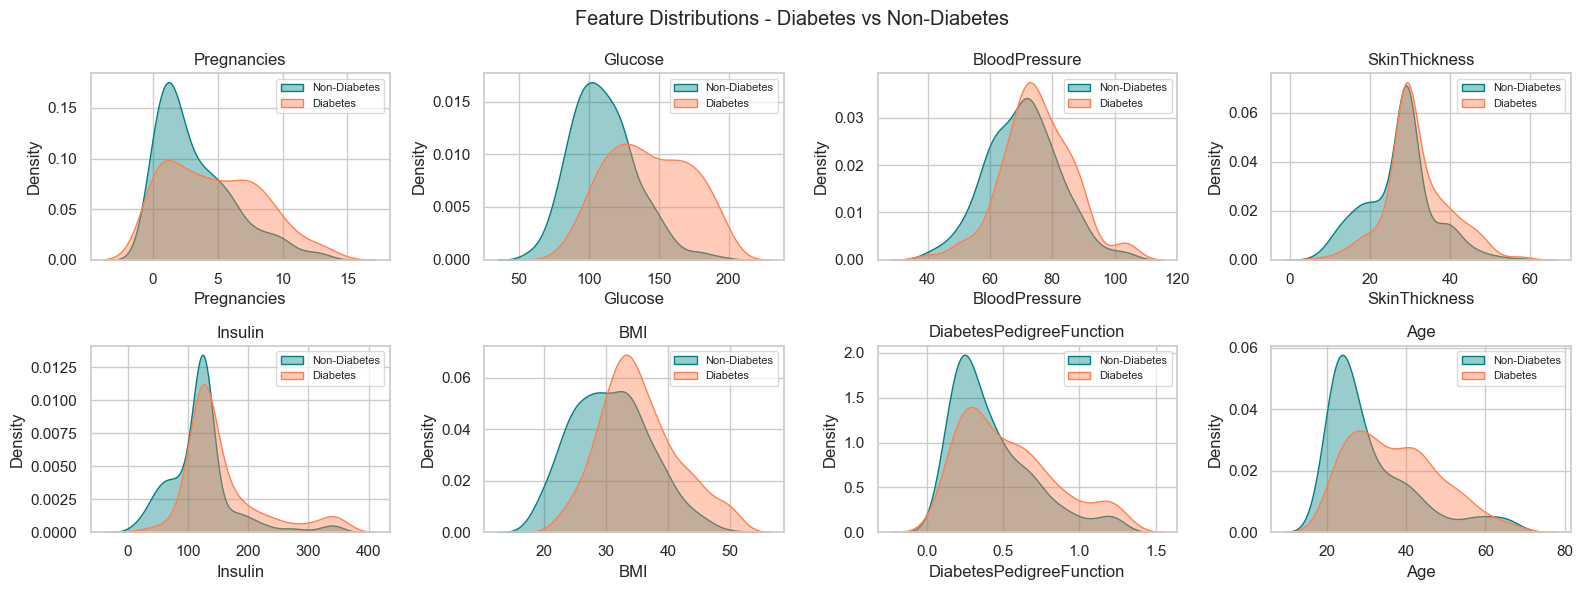 Feature Distributions - Diabetes vs Non-Diabetes
Pregnancies
Non-Diabetes
Diabetes
Density
0.15
0.10
0.05
0.00
0
5
10
15
Pregnancies
Glucose
Non-Diabetes
Diabetes
Density
0.015
0.010
0.005
0.000
50
100
150
200
Glucose
BloodPressure
Non-Diabetes
Diabetes
Density
0.03
0.02
0.01
0.00
40
60
80
100
120
BloodPressure
SkinThickness
Non-Diabetes
Diabetes
Density
0.06
0.04
0.02
0.00
0
20
40
60
SkinThickness
Insulin
Non-Diabetes
Diabetes
Density
0.0125
0.0100
0.0075
0.0050
0.0025
0.0000
0
100
200
300
400
Insulin
BMI
Non-Diabetes
Diabetes
Density
0.06
0.04
0.02
0.00
20
30
40
50
BMI
DiabetesPedigreeFunction
Non-Diabetes
Diabetes
Density
2.0
1.5
1.0
0.5
0.0
0.0
0.5
1.0
1.5
DiabetesPedigreeFunction
Age
Non-Diabetes
Diabetes
Density
0.06
0.04
0.02
0.00
20
40
60
80
Age